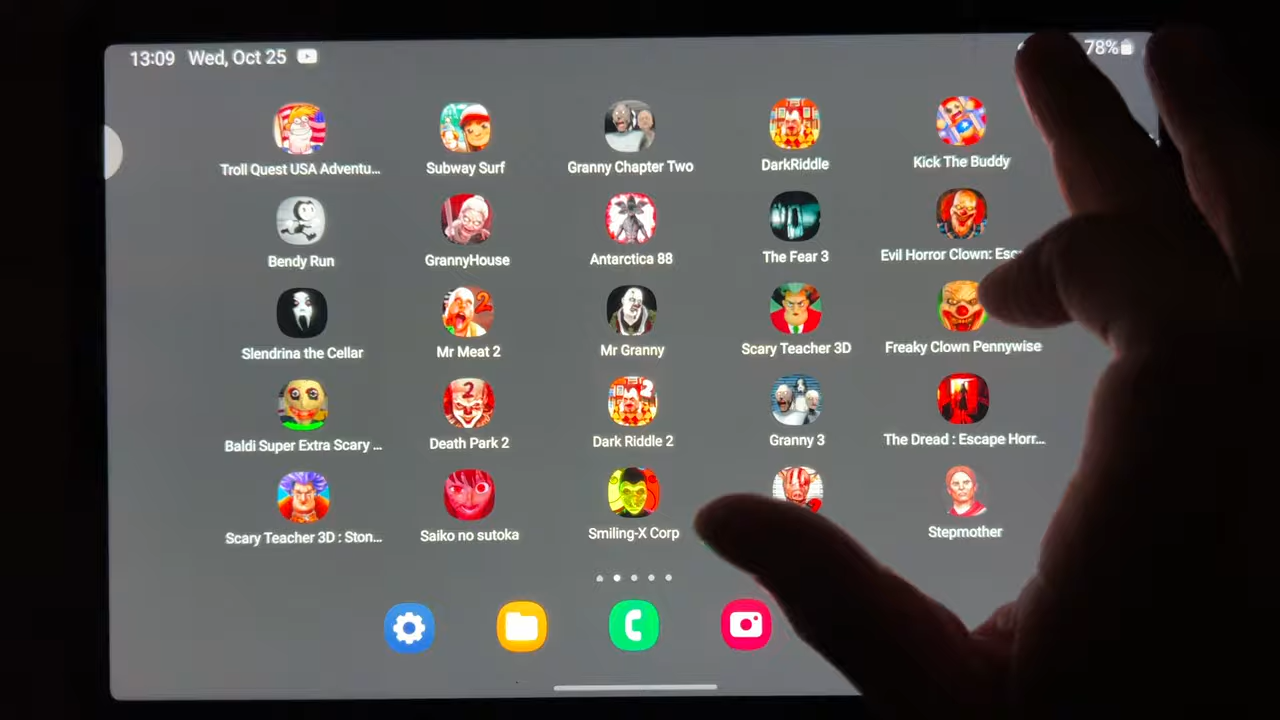 13:09 Wed, Oct 25 78%
Troll Quest USA Adventu... Subway Surf Granny Chapter Two DarkRiddle Kick The Buddy
Bendy Run GrannyHouse Antarctica 88 The Fear 3 Evil Horror Clown: Esc
Slendrina the Cellar Mr Meat 2 Mr Granny Scary Teacher 3D Freaky Clown Pennywise
2
2
2
Baldi Super Extra Scary ... Death Park 2 Dark Riddle 2 Granny 3 The Dread : Escape Horr...
Scary Teacher 3D : Ston... Saiko no sutoka Smiling-X Corp Stepmother